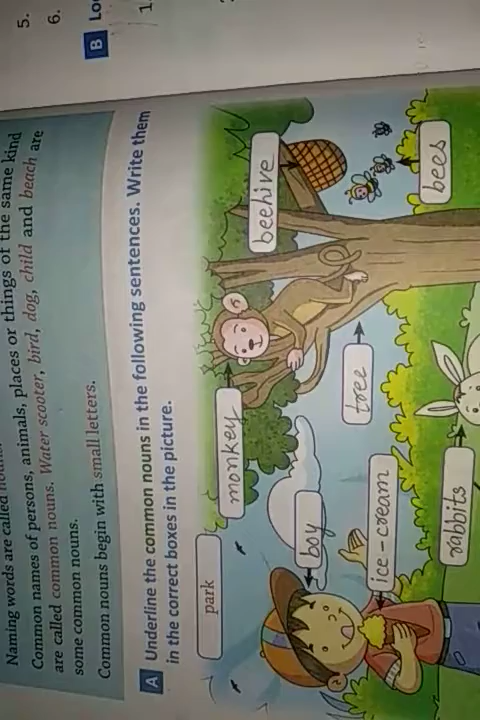 5.
6.
B Lo
1
Naming words are called
Common names of persons, animals, places or things of the same kind
are called common nouns. Water scooter, bird, dog, child and beach are
some common nouns.
Common nouns begin with small letters.
A Underline the common nouns in the following sentences. Write them
in the correct boxes in the picture.
park
monkey
beehive
boy
tree
bees
ice-cream
rabbits